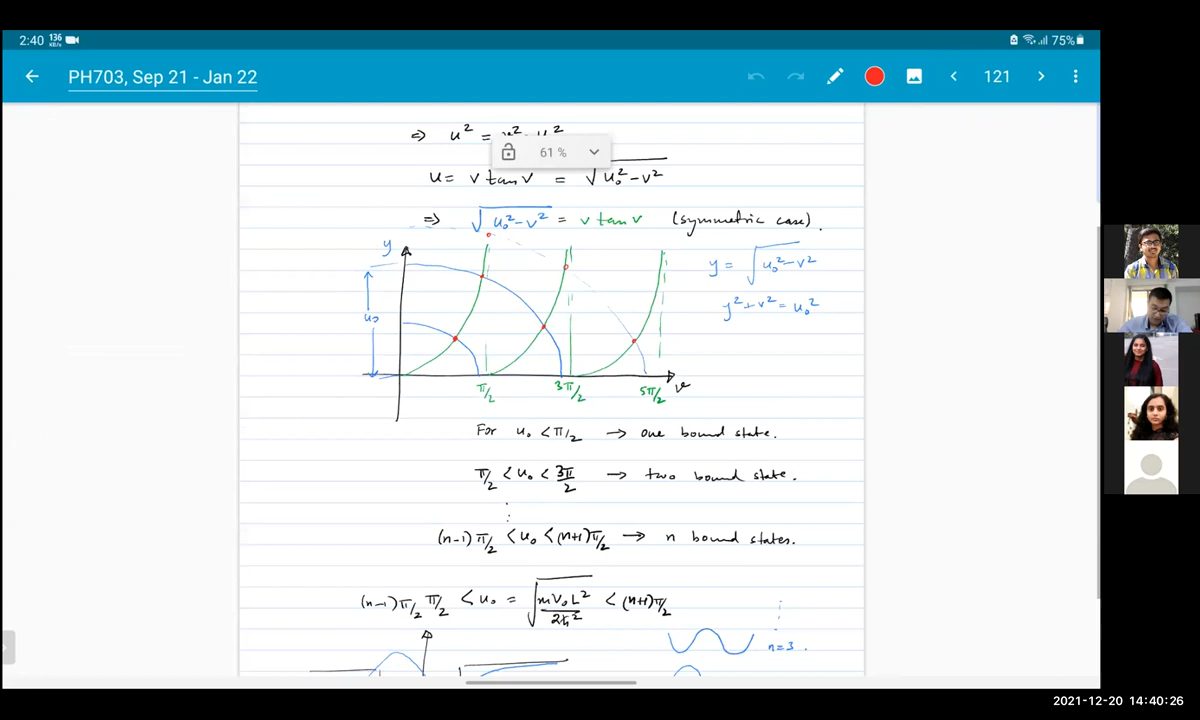 2:40 136 KB/s 75%
PH703, Sep 21 - Jan 22 121
⇒ u² =
61 %
u = v tan v = √(u₀² - v²)
⇒ √(u₀² - v²) = v tan v (symmetric case).
y
y = √(u₀² - v²)
y² + v² = u₀²
u₀
π/2 3π/2 5π/2 v
For u₀ < π/2 → one bound state.
π/2 < u₀ < 3π/2 → two bound state.
⋮
(n-1) π/2 < u₀ < (n+1) π/2 → n bound states.
(n-1) π/2 π/2 < u₀ = √(mV₀L²/2ħ²) < (n+1) π/2
n=3.
2021-12-20 14:40:26